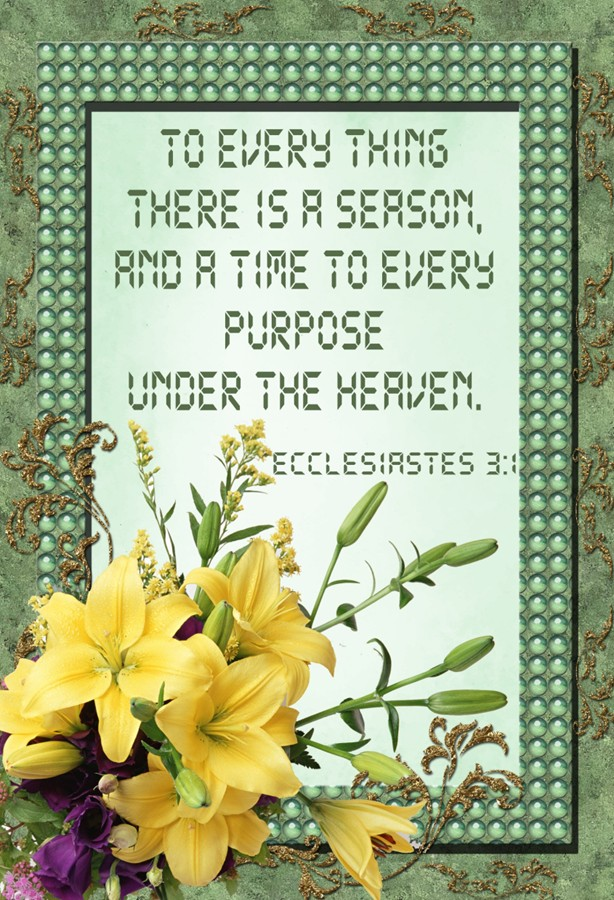 TO EVERY THING
THERE IS A SEASON,
AND A TIME TO EVERY
PURPOSE
UNDER THE HEAVEN.
ECCLESIASTES 3:1